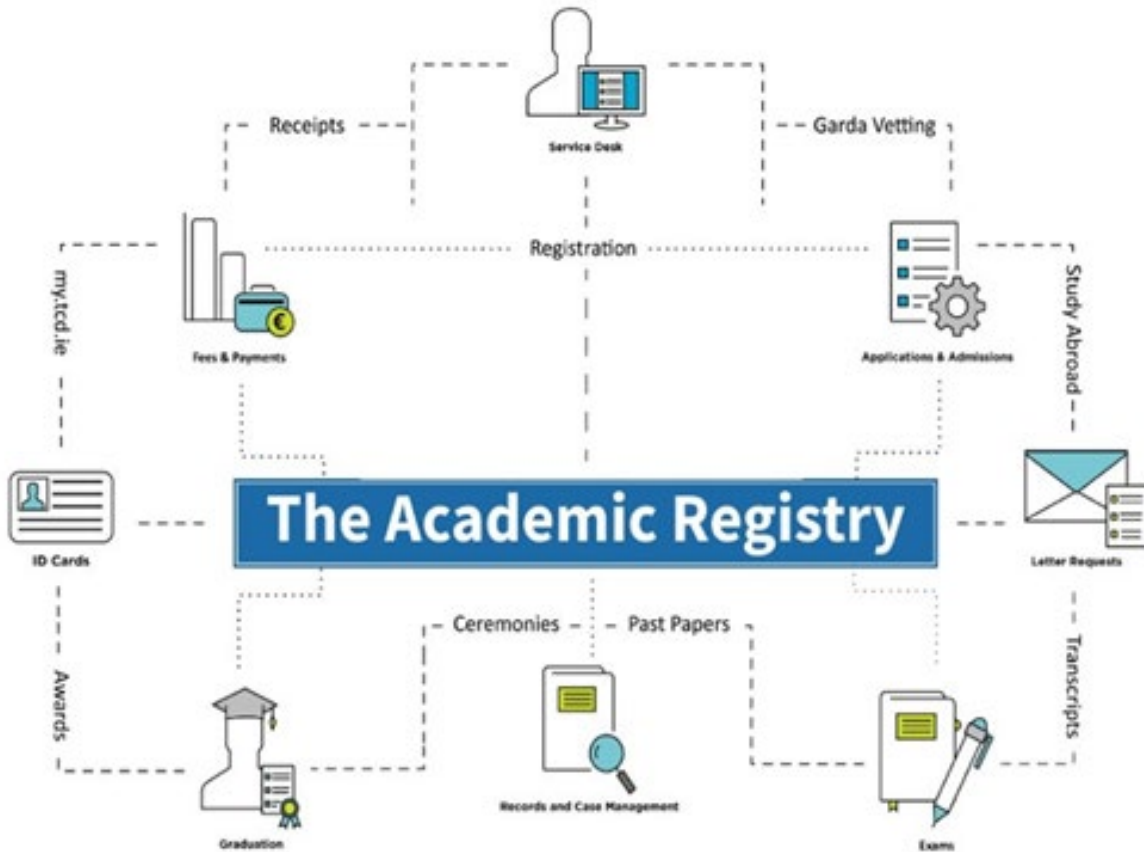 Service Desk
Receipts
Garda Vetting
Registration
my.tcd.ie
Fees & Payments
Applications & Admissions
Study Abroad
The Academic Registry
ID Cards
Letter Requests
Ceremonies
Past Papers
Awards
Transcripts
Graduation
Records and Case Management
Exams